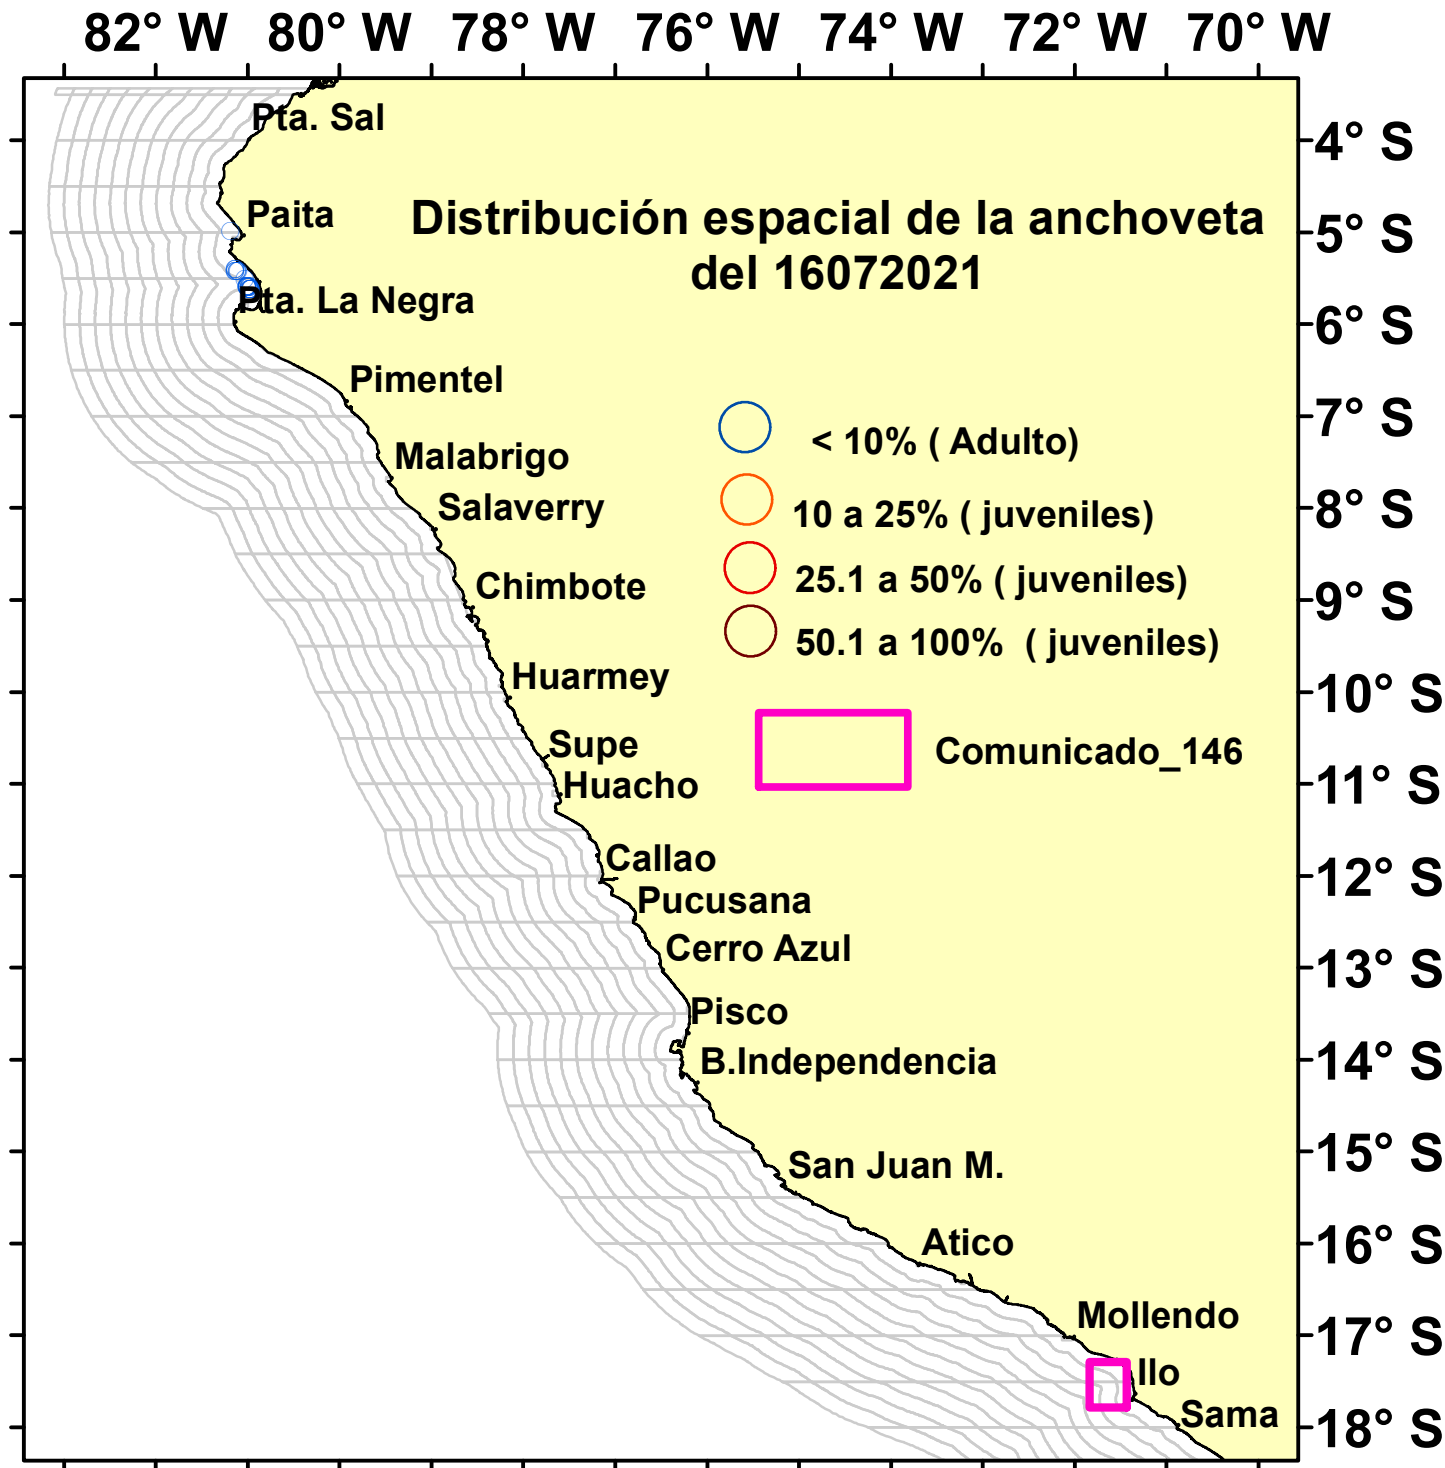 82° W 80° W 78° W 76° W 74° W 72° W 70° W
Pta. Sal
4° S
Paita
Distribución espacial de la anchoveta
5° S
del 16072021
Pta. La Negra
6° S
Pimentel
7° S
< 10% ( Adulto)
Malabrigo
Salaverry
10 a 25% ( juveniles)
8° S
Chimbote
25.1 a 50% ( juveniles)
9° S
50.1 a 100% ( juveniles)
Huarmey
10° S
Supe
Comunicado_146
Huacho
11° S
Callao
12° S
Pucusana
Cerro Azul
13° S
Pisco
B.Independencia
14° S
San Juan M.
15° S
Atico
16° S
Mollendo
17° S
Ilo
Sama
18° S